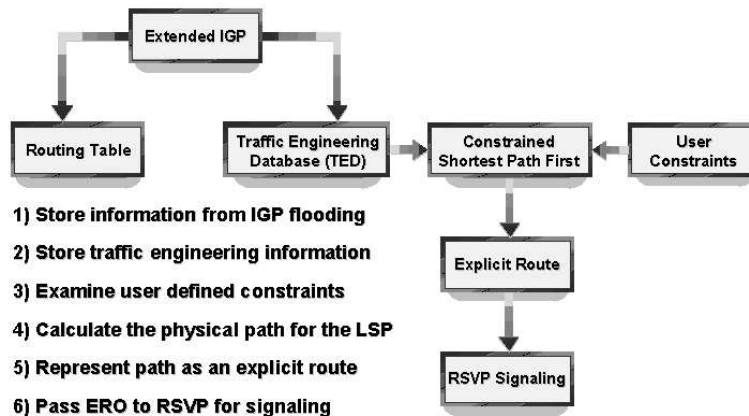 Extended IGP
Routing Table
Traffic Engineering
Database (TED)
Constrained
Shortest Path First
User
Constraints
1) Store information from IGP flooding
2) Store traffic engineering information
3) Examine user defined constraints
4) Calculate the physical path for the LSP
5) Represent path as an explicit route
6) Pass ERO to RSVP for signaling
Explicit Route
RSVP Signaling